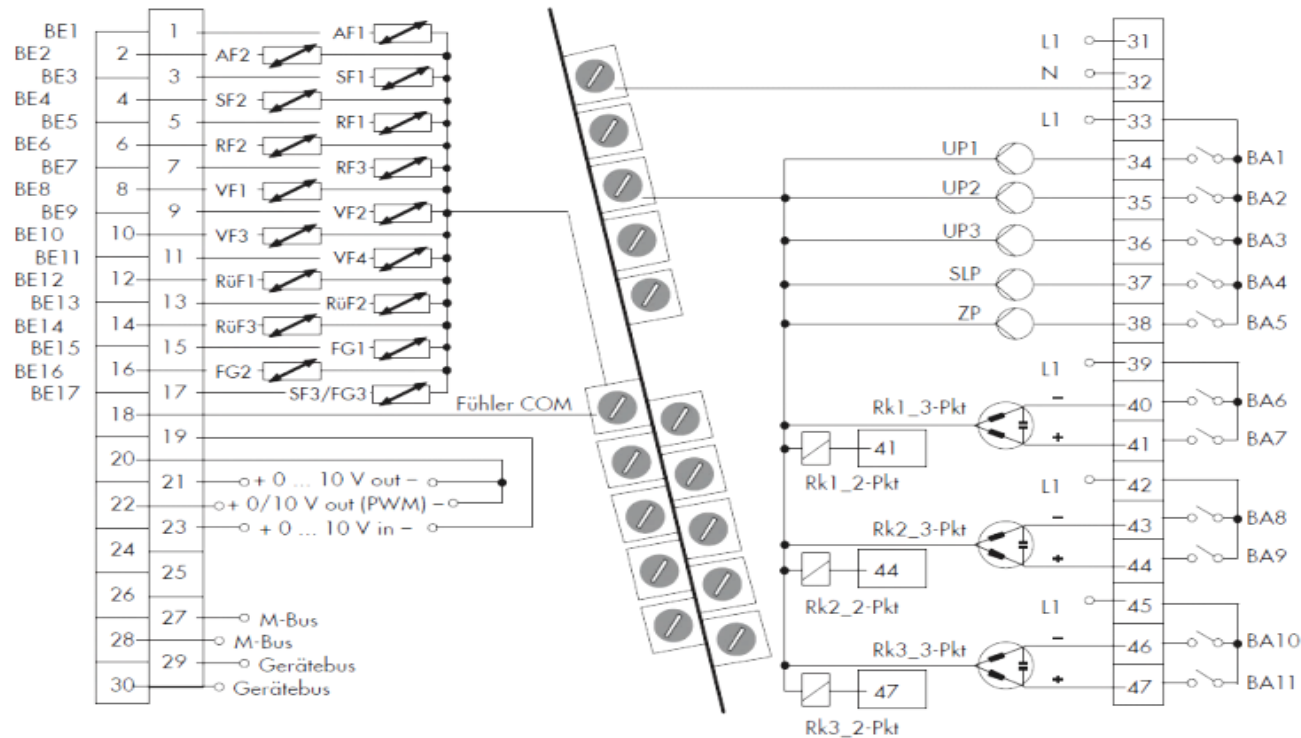 BE1 1 AF1
BE2 2 AF2
BE3 3 SF1
BE4 4 SF2
BE5 5 RF1
BE6 6 RF2
BE7 7 RF3
BE8 8 VF1
BE9 9 VF2
BE10 10 VF3
BE11 11 VF4
BE12 12 RüF1
BE13 13 RüF2
BE14 14 RüF3
BE15 15 FG1
BE16 16 FG2
BE17 17 SF3/FG3
18 Fühler COM
19
20
21 + 0 ... 10 V out –
22 + 0/10 V out (PWM) –
23 + 0 ... 10 V in –
24
25
26
27 M-Bus
28 M-Bus
29 Gerätebus
30 Gerätebus
L1 31
N 32
L1 33
UP1 34 BA1
UP2 35 BA2
UP3 36 BA3
SLP 37 BA4
ZP 38 BA5
L1 39
Rk1_3-Pkt – 40 BA6
41 + 41 BA7
Rk1_2-Pkt
L1 42
Rk2_3-Pkt – 43 BA8
44 + 44 BA9
Rk2_2-Pkt
L1 45
Rk3_3-Pkt – 46 BA10
47 + 47 BA11
Rk3_2-Pkt